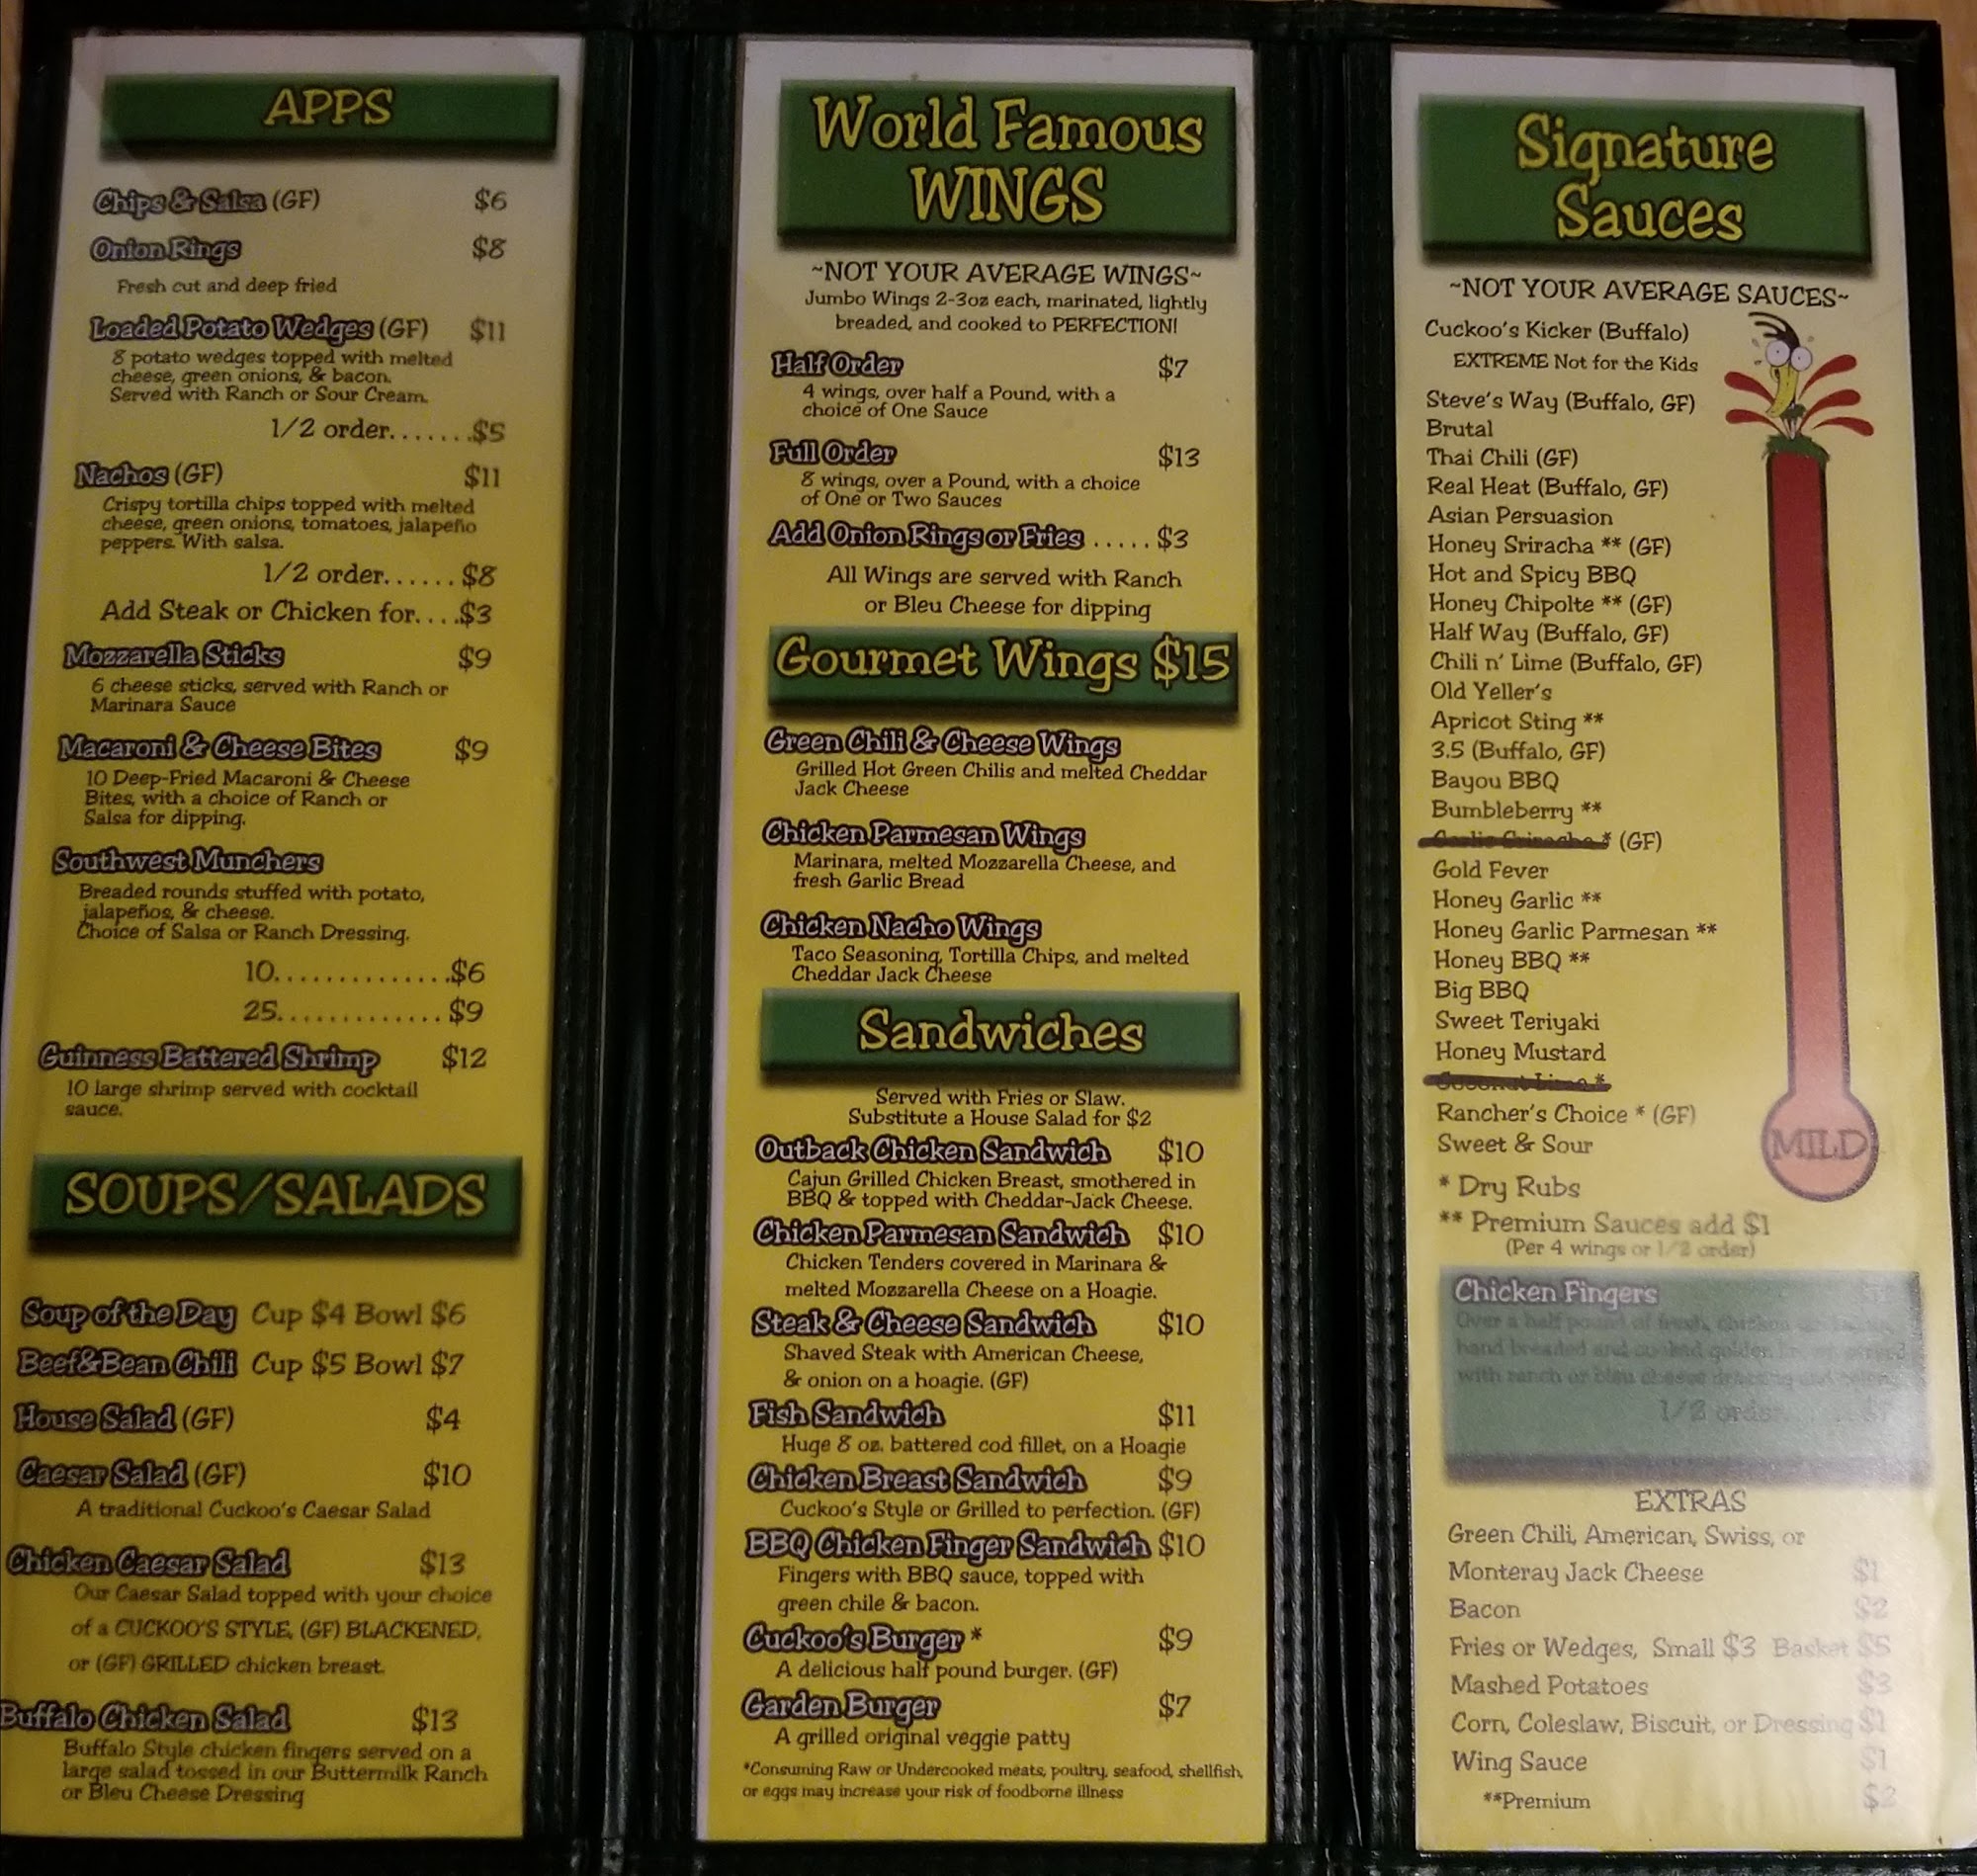 APPS
Chips & Salsa (GF) $6
Onion Rings $8
Fresh cut and deep fried
Loaded Potato Wedges (GF) $11
8 potato wedges topped with melted
cheese, green onions, & bacon.
Served with Ranch or Sour Cream.
1/2 order.......$5
Nachos (GF) $11
Crispy tortilla chips topped with melted
cheese, green onions, tomatoes, jalapeño
peppers. With salsa.
1/2 order......$8
Add Steak or Chicken for....$3
Mozzarella Sticks $9
6 cheese sticks, served with Ranch or
Marinara Sauce
Macaroni & Cheese Bites $9
10 Deep-Fried Macaroni & Cheese
Bites, with a choice of Ranch or
Salsa for dipping.
Southwest Munchers
Breaded rounds stuffed with potato,
jalapeños, & cheese.
Choice of Salsa or Ranch Dressing.
10..............$6
25.............$9
Guinness Battered Shrimp $12
10 large shrimp served with cocktail
sauce.
SOUPS/SALADS
Soup of the Day Cup $4 Bowl $6
Beef&Bean Chili Cup $5 Bowl $7
House Salad (GF) $4
Caesar Salad (GF) $10
A traditional Cuckoo's Caesar Salad
Chicken Caesar Salad $13
Our Caesar Salad topped with your choice
of a CUCKOO'S STYLE, (GF) BLACKENED,
or (GF) GRILLED chicken breast.
Buffalo Chicken Salad $13
Buffalo Style chicken fingers served on a
large salad tossed in our Buttermilk Ranch
or Bleu Cheese Dressing
World Famous
WINGS
~NOT YOUR AVERAGE WINGS~
Jumbo Wings 2-3oz each, marinated, lightly
breaded, and cooked to PERFECTION!
Half Order $7
4 wings, over half a Pound, with a
choice of One Sauce
Full Order $13
8 wings, over a Pound, with a choice
of One or Two Sauces
Add Onion Rings or Fries .....$3
All Wings are served with Ranch
or Bleu Cheese for dipping
Gourmet Wings $15
Green Chili & Cheese Wings
Grilled Hot Green Chilis and melted Cheddar
Jack Cheese
Chicken Parmesan Wings
Marinara, melted Mozzarella Cheese, and
fresh Garlic Bread
Chicken Nacho Wings
Taco Seasoning, Tortilla Chips, and melted
Cheddar Jack Cheese
Sandwiches
Served with Fries or Slaw.
Substitute a House Salad for $2
Outback Chicken Sandwich $10
Cajun Grilled Chicken Breast, smothered in
BBQ & topped with Cheddar-Jack Cheese.
Chicken Parmesan Sandwich $10
Chicken Tenders covered in Marinara &
melted Mozzarella Cheese on a Hoagie.
Steak & Cheese Sandwich $10
Shaved Steak with American Cheese,
& onion on a hoagie. (GF)
Fish Sandwich $11
Huge 8 oz. battered cod fillet, on a Hoagie
Chicken Breast Sandwich $9
Cuckoo's Style or Grilled to perfection. (GF)
BBQ Chicken Finger Sandwich $10
Fingers with BBQ sauce, topped with
green chile & bacon.
Cuckoo's Burger * $9
A delicious half pound burger. (GF)
Garden Burger $7
A grilled original veggie patty
*Consuming Raw or Undercooked meats, poultry, seafood, shellfish,
or eggs may increase your risk of foodborne illness
Signature
Sauces
~NOT YOUR AVERAGE SAUCES~
Cuckoo's Kicker (Buffalo)
EXTREME Not for the Kids
Steve's Way (Buffalo, GF)
Brutal
Thai Chili (GF)
Real Heat (Buffalo, GF)
Asian Persuasion
Honey Sriracha ** (GF)
Hot and Spicy BBQ
Honey Chipolte ** (GF)
Half Way (Buffalo, GF)
Chili n' Lime (Buffalo, GF)
Old Yeller's
Apricot Sting **
3.5 (Buffalo, GF)
Bayou BBQ
Bumbleberry **
* (GF)
Gold Fever
Honey Garlic **
Honey Garlic Parmesan **
Honey BBQ **
Big BBQ
Sweet Teriyaki
Honey Mustard
Rancher's Choice * (GF)
Sweet & Sour
MILD
* Dry Rubs
** Premium Sauces add $1
(Per 4 wings or 1/2 order)
Chicken Fingers
Over a half pound of fresh, chicken
hand breaded and cooked golden
with ranch or bleu cheese dressing and
1/2 order
EXTRAS
Green Chili, American, Swiss, or
Monteray Jack Cheese $1
Bacon $2
Fries or Wedges, Small $3 Basket $5
Mashed Potatoes $3
Corn, Coleslaw, Biscuit, or Dressing $1
Wing Sauce $1
**Premium $2